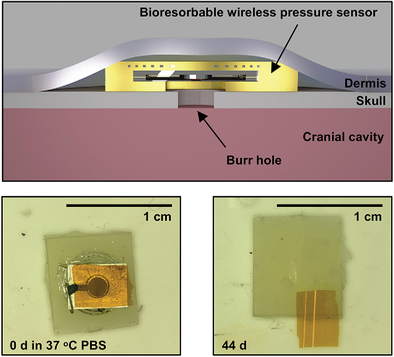 Bioresorbable wireless pressure sensor
Dermis
Skull
Cranial cavity
Burr hole
1 cm
0 d in 37 °C PBS
1 cm
44 d